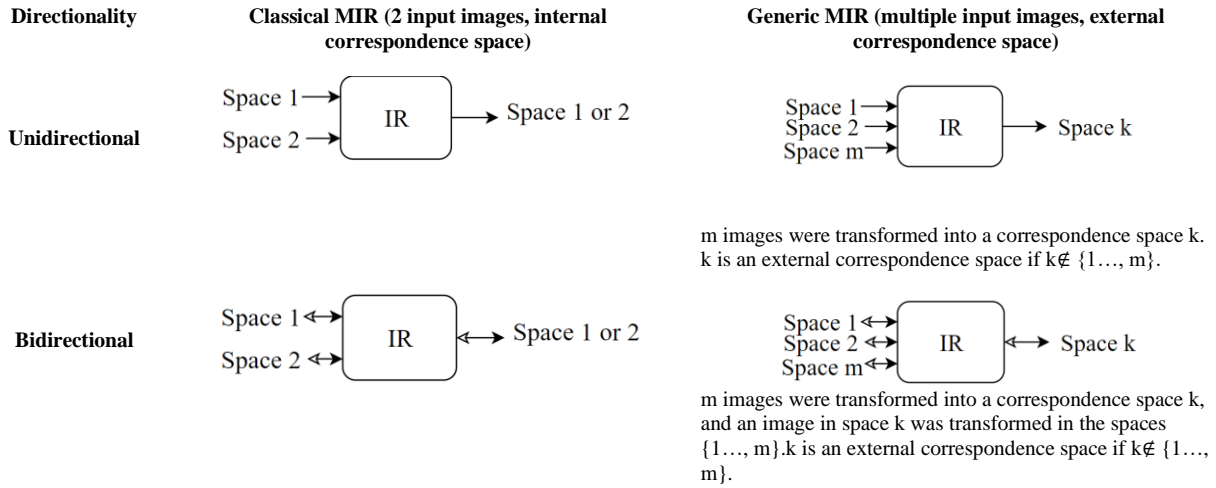 Directionality
Classical MIR (2 input images, internal
correspondence space)
Generic MIR (multiple input images, external
correspondence space)
Unidirectional
Space 1
Space 2
IR
Space 1 or 2
Space 1
Space 2
Space m
IR
Space k
m images were transformed into a correspondence space k.
k is an external correspondence space if k∉ {1…, m}.
Bidirectional
Space 1
Space 2
IR
Space 1 or 2
Space 1
Space 2
Space m
IR
Space k
m images were transformed into a correspondence space k,
and an image in space k was transformed in the spaces
{1…, m}.k is an external correspondence space if k∉ {1…,
m}.